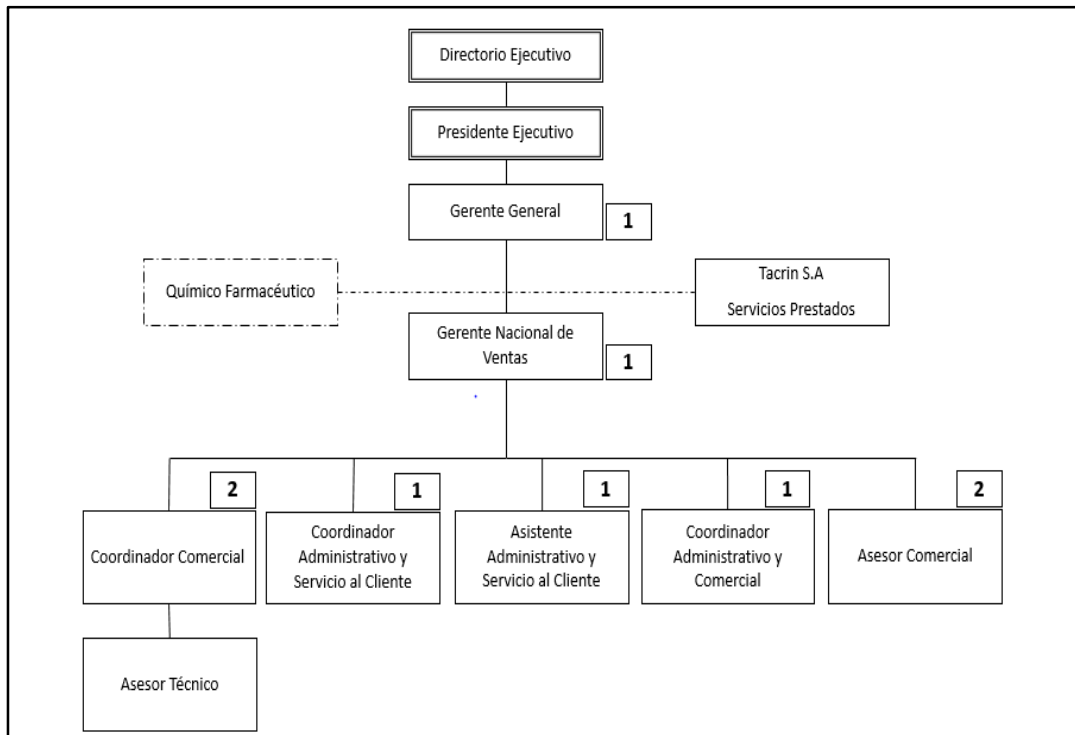 Directorio Ejecutivo
Presidente Ejecutivo
Gerente General
1
Químico Farmacéutico
Tacrin S.A
Servicios Prestados
Gerente Nacional de
Ventas
1
2
1
1
1
2
Coordinador Comercial
Coordinador
Administrativo y
Servicio al Cliente
Asistente
Administrativo y
Servicio al Cliente
Coordinador
Administrativo y
Comercial
Asesor Comercial
Asesor Técnico